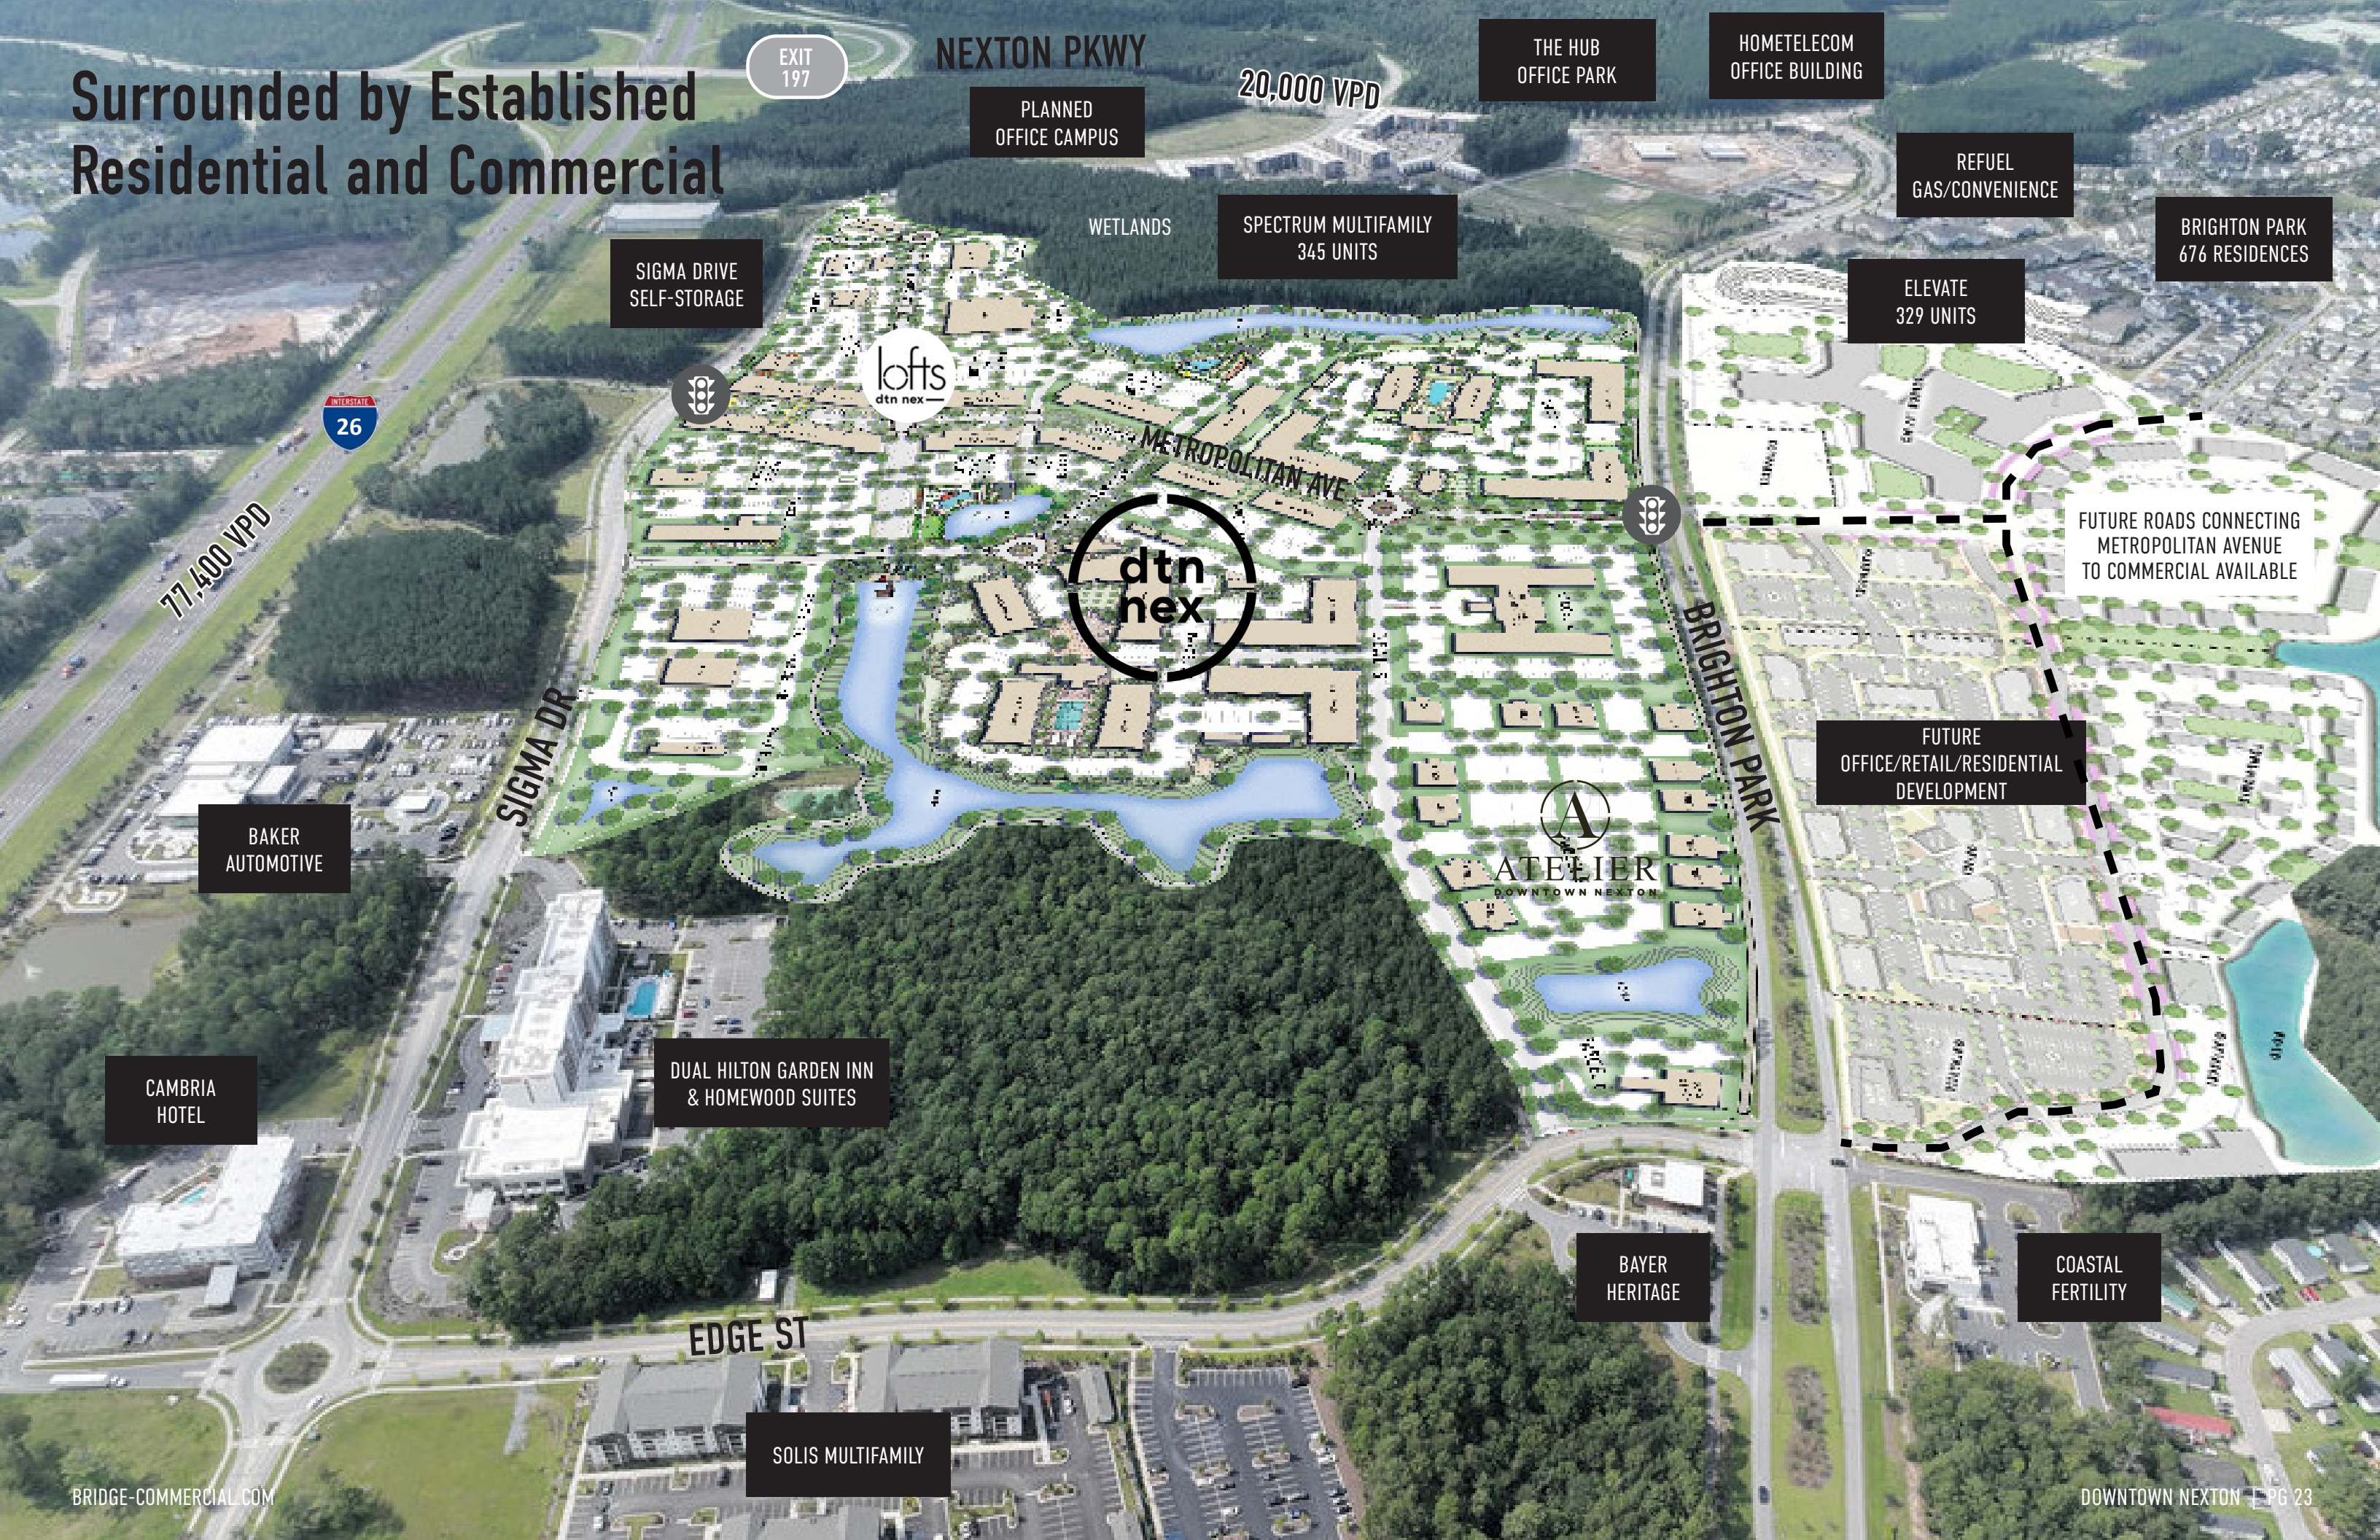 Surrounded by Established
Residential and Commercial
EXIT
197
NEXTON PKWY
20,000 VPD
THE HUB
OFFICE PARK
HOMETELECOM
OFFICE BUILDING
PLANNED
OFFICE CAMPUS
REFUEL
GAS/CONVENIENCE
WETLANDS
SPECTRUM MULTIFAMILY
345 UNITS
BRIGHTON PARK
676 RESIDENCES
SIGMA DRIVE
SELF-STORAGE
ELEVATE
329 UNITS
lofts
dtn nex
INTERSTATE
26
METROPOLITAN AVE
77,400 VPD
FUTURE ROADS CONNECTING
METROPOLITAN AVENUE
TO COMMERCIAL AVAILABLE
dtn
nex
BRIGHTON PARK
SIGMA DR
FUTURE
OFFICE/RETAIL/RESIDENTIAL
DEVELOPMENT
BAKER
AUTOMOTIVE
A
ATELIER
DOWNTOWN NEXTON
CAMBRIA
HOTEL
DUAL HILTON GARDEN INN
& HOMEWOOD SUITES
BAYER
HERITAGE
COASTAL
FERTILITY
EDGE ST
SOLIS MULTIFAMILY
BRIDGE-COMMERCIAL.COM
DOWNTOWN NEXTON | PG 23